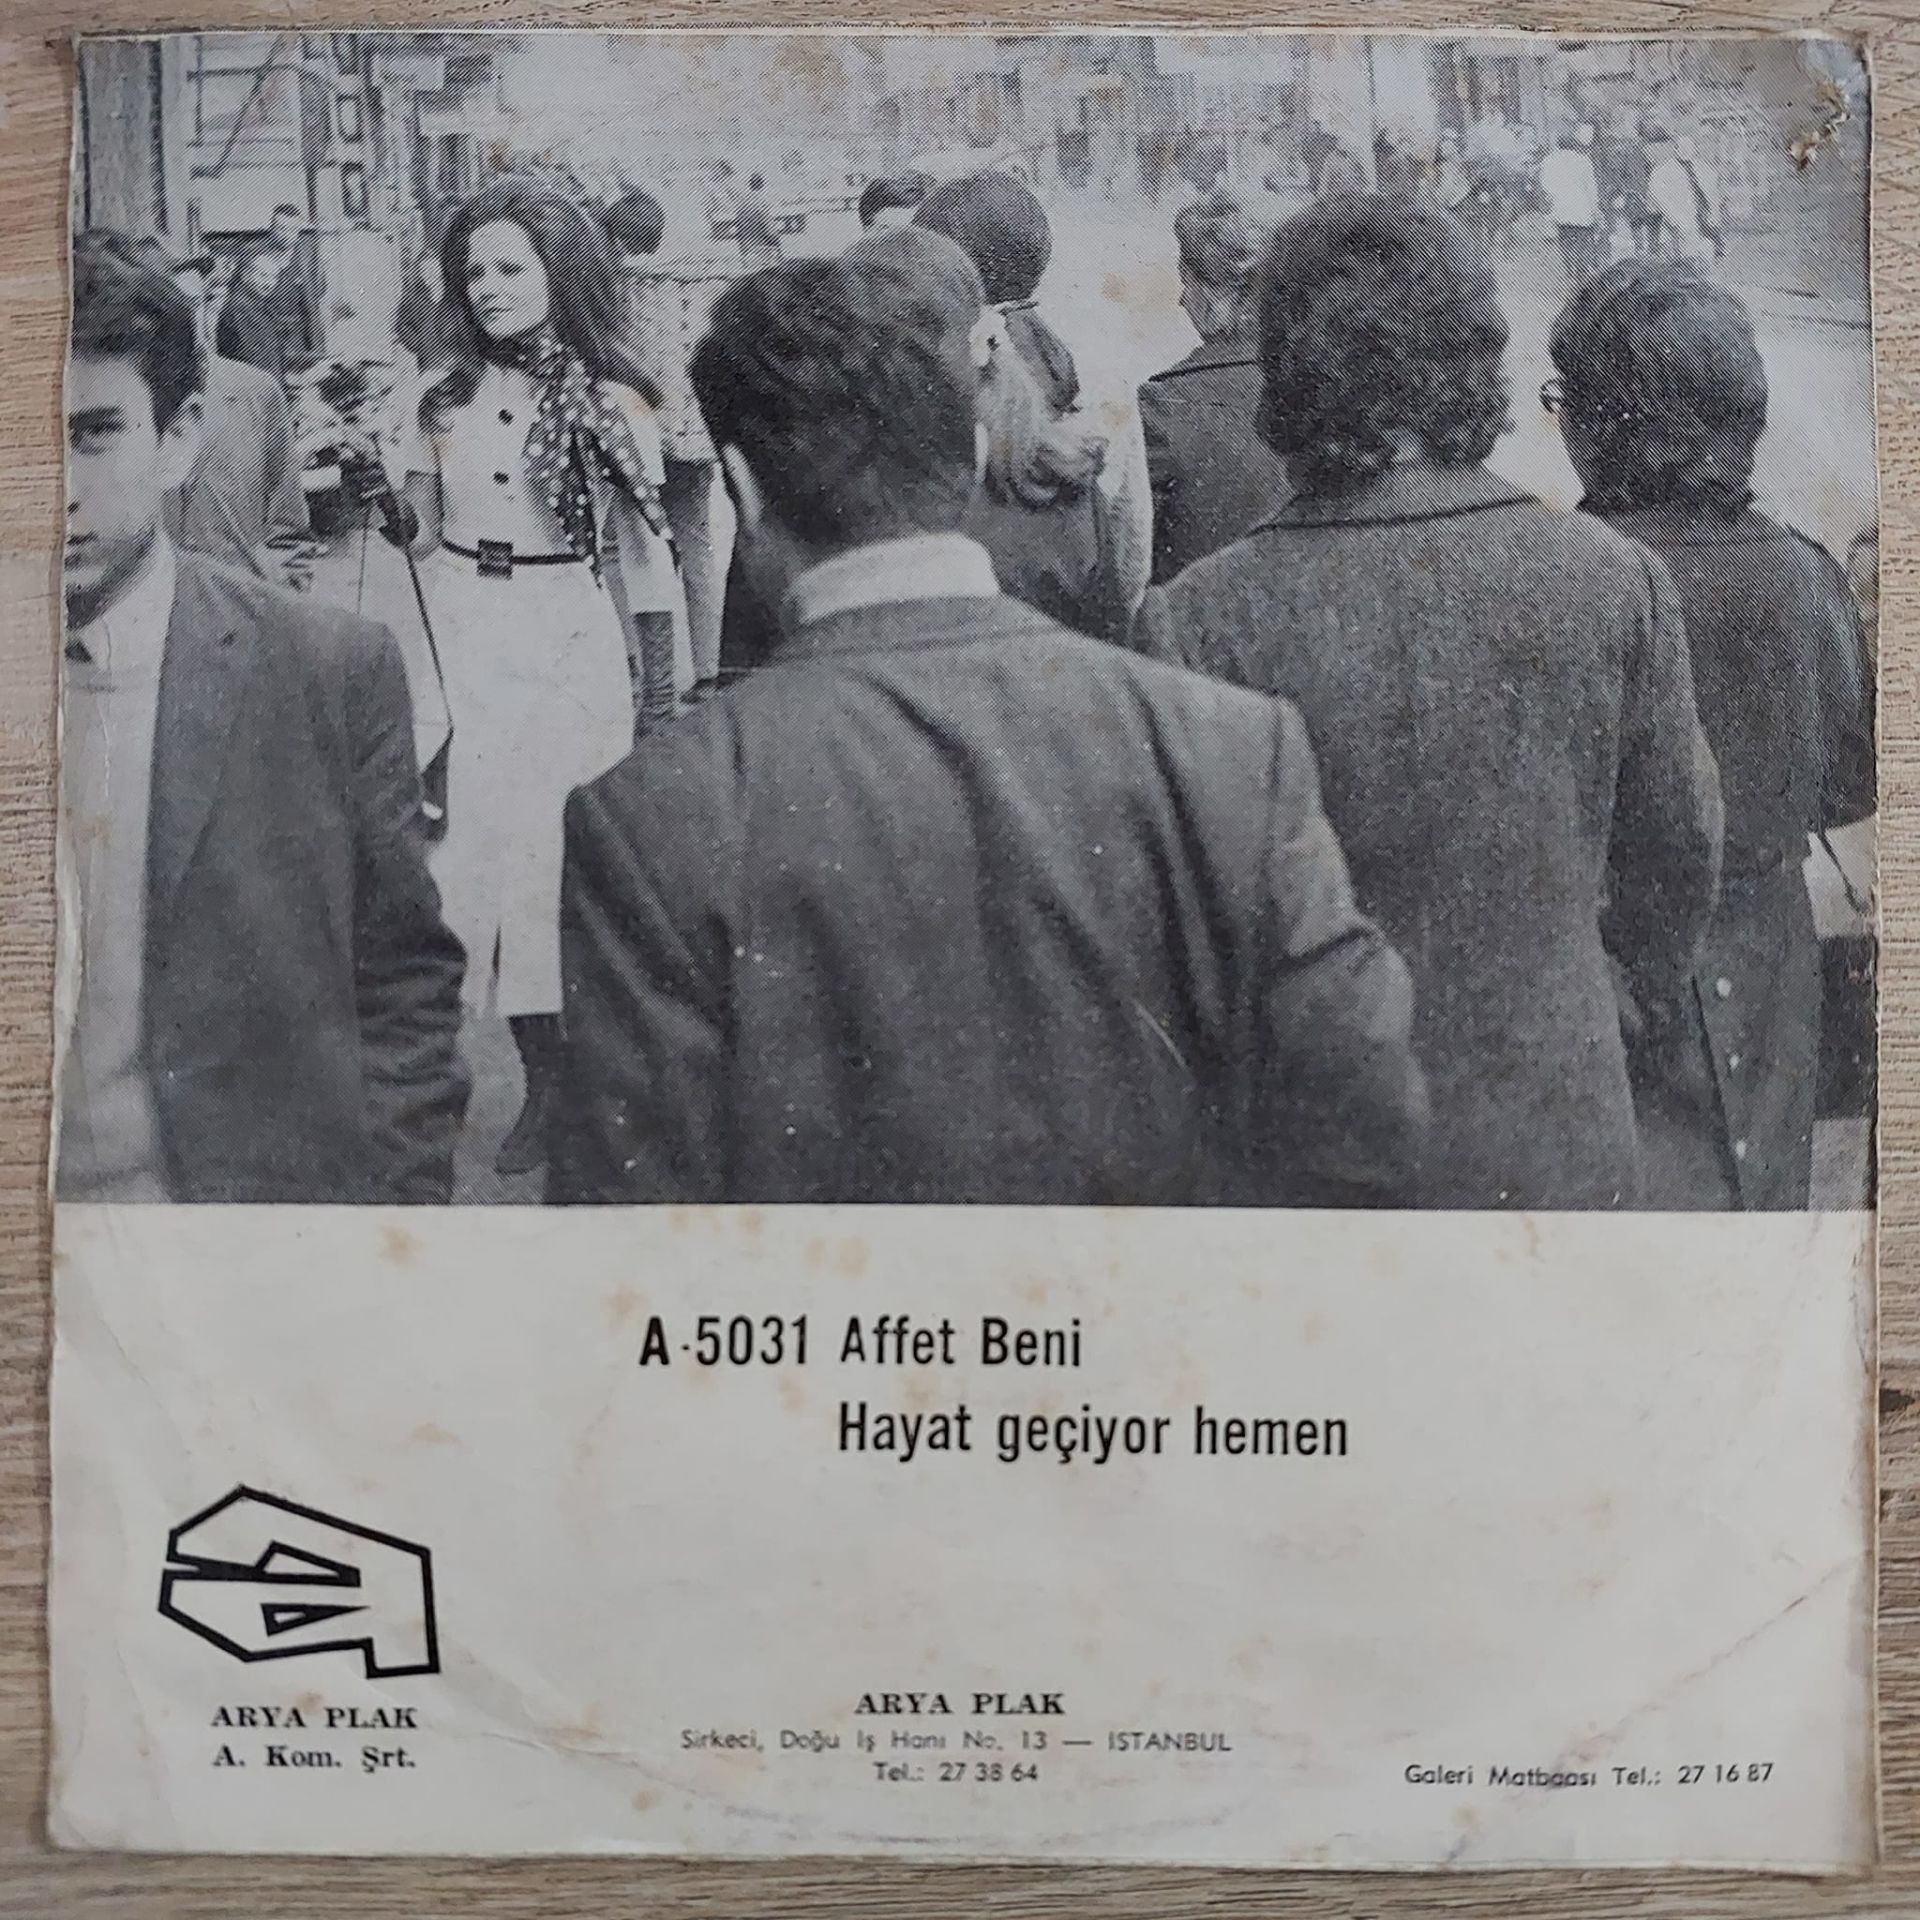 A-5031 Affet Beni
Hayat geçiyor hemen
ARYA PLAK
A. Kom. Şrt.
ARYA PLAK
Sirkeci, Doğu İş Hanı No. 13 — İSTANBUL
Tel.: 27 38 64
Galeri Matbaası Tel.: 27 16 87